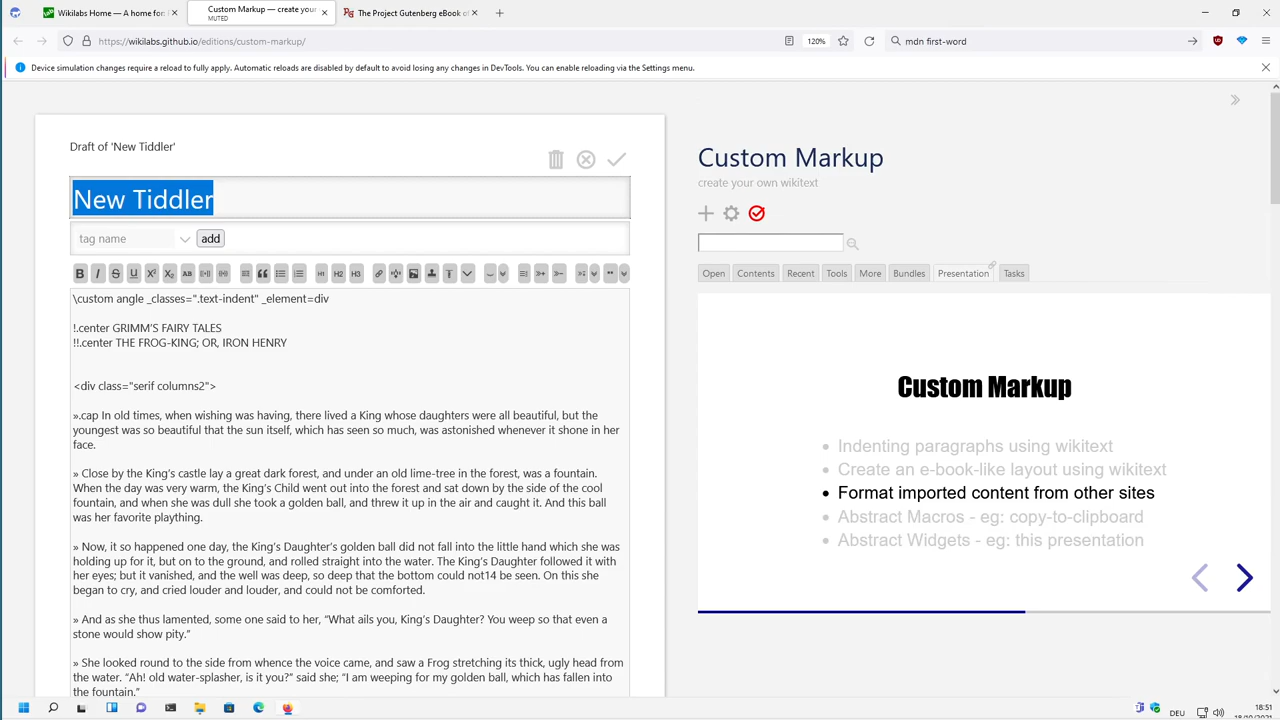 Wikilabs Home — A home for
Custom Markup — create your
MUTED
The Project Gutenberg eBook of
https://wikilabs.github.io/editions/custom-markup/
120%
mdn first-word
Device simulation changes require a reload to fully apply. Automatic reloads are disabled by default to avoid losing any changes in DevTools. You can enable reloading via the Settings menu.
Draft of 'New Tiddler'
New Tiddler
tag name
add
B I S U X² X₂ AB
H1 H2 H3
\custom angle _classes=".text-indent" _element=div
!.center GRIMM'S FAIRY TALES
!!.center THE FROG-KING; OR, IRON HENRY
<div class="serif columns2">
».cap In old times, when wishing was having, there lived a King whose daughters were all beautiful, but the
youngest was so beautiful that the sun itself, which has seen so much, was astonished whenever it shone in her
face.
» Close by the King's castle lay a great dark forest, and under an old lime-tree in the forest, was a fountain.
When the day was very warm, the King's Child went out into the forest and sat down by the side of the cool
fountain, and when she was dull she took a golden ball, and threw it up in the air and caught it. And this ball
was her favorite plaything.
» Now, it so happened one day, the King's Daughter's golden ball did not fall into the little hand which she was
holding up for it, but on to the ground, and rolled straight into the water. The King's Daughter followed it with
her eyes; but it vanished, and the well was deep, so deep that the bottom could not14 be seen. On this she
began to cry, and cried louder and louder, and could not be comforted.
» And as she thus lamented, some one said to her, “What ails you, King's Daughter? You weep so that even a
stone would show pity.”
» She looked round to the side from whence the voice came, and saw a Frog stretching its thick, ugly head from
the water. “Ah! old water-splasher, is it you?” said she; “I am weeping for my golden ball, which has fallen into
the fountain.”
Custom Markup
create your own wikitext
Open Contents Recent Tools More Bundles Presentation Tasks
Custom Markup
• Indenting paragraphs using wikitext
• Create an e-book-like layout using wikitext
• Format imported content from other sites
• Abstract Macros - eg: copy-to-clipboard
• Abstract Widgets - eg: this presentation
DEU
18:51
18/10/2021